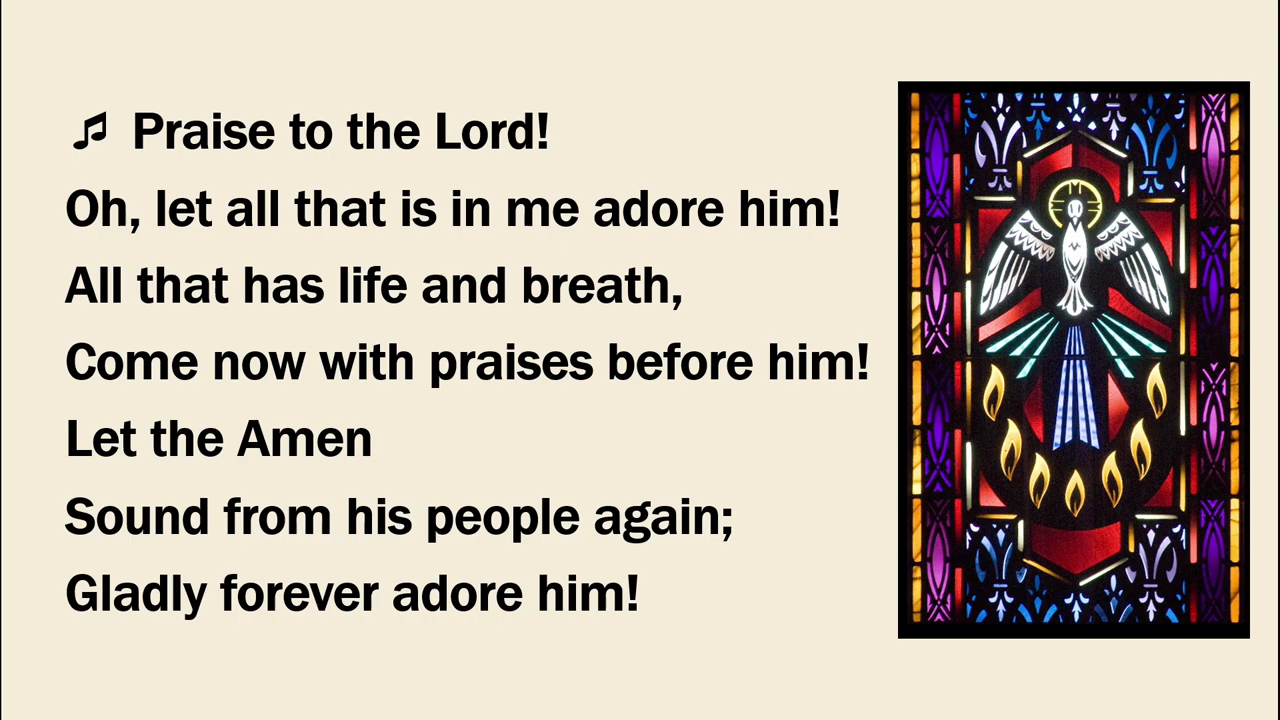 ♫ Praise to the Lord!
Oh, let all that is in me adore him!
All that has life and breath,
Come now with praises before him!
Let the Amen
Sound from his people again;
Gladly forever adore him!